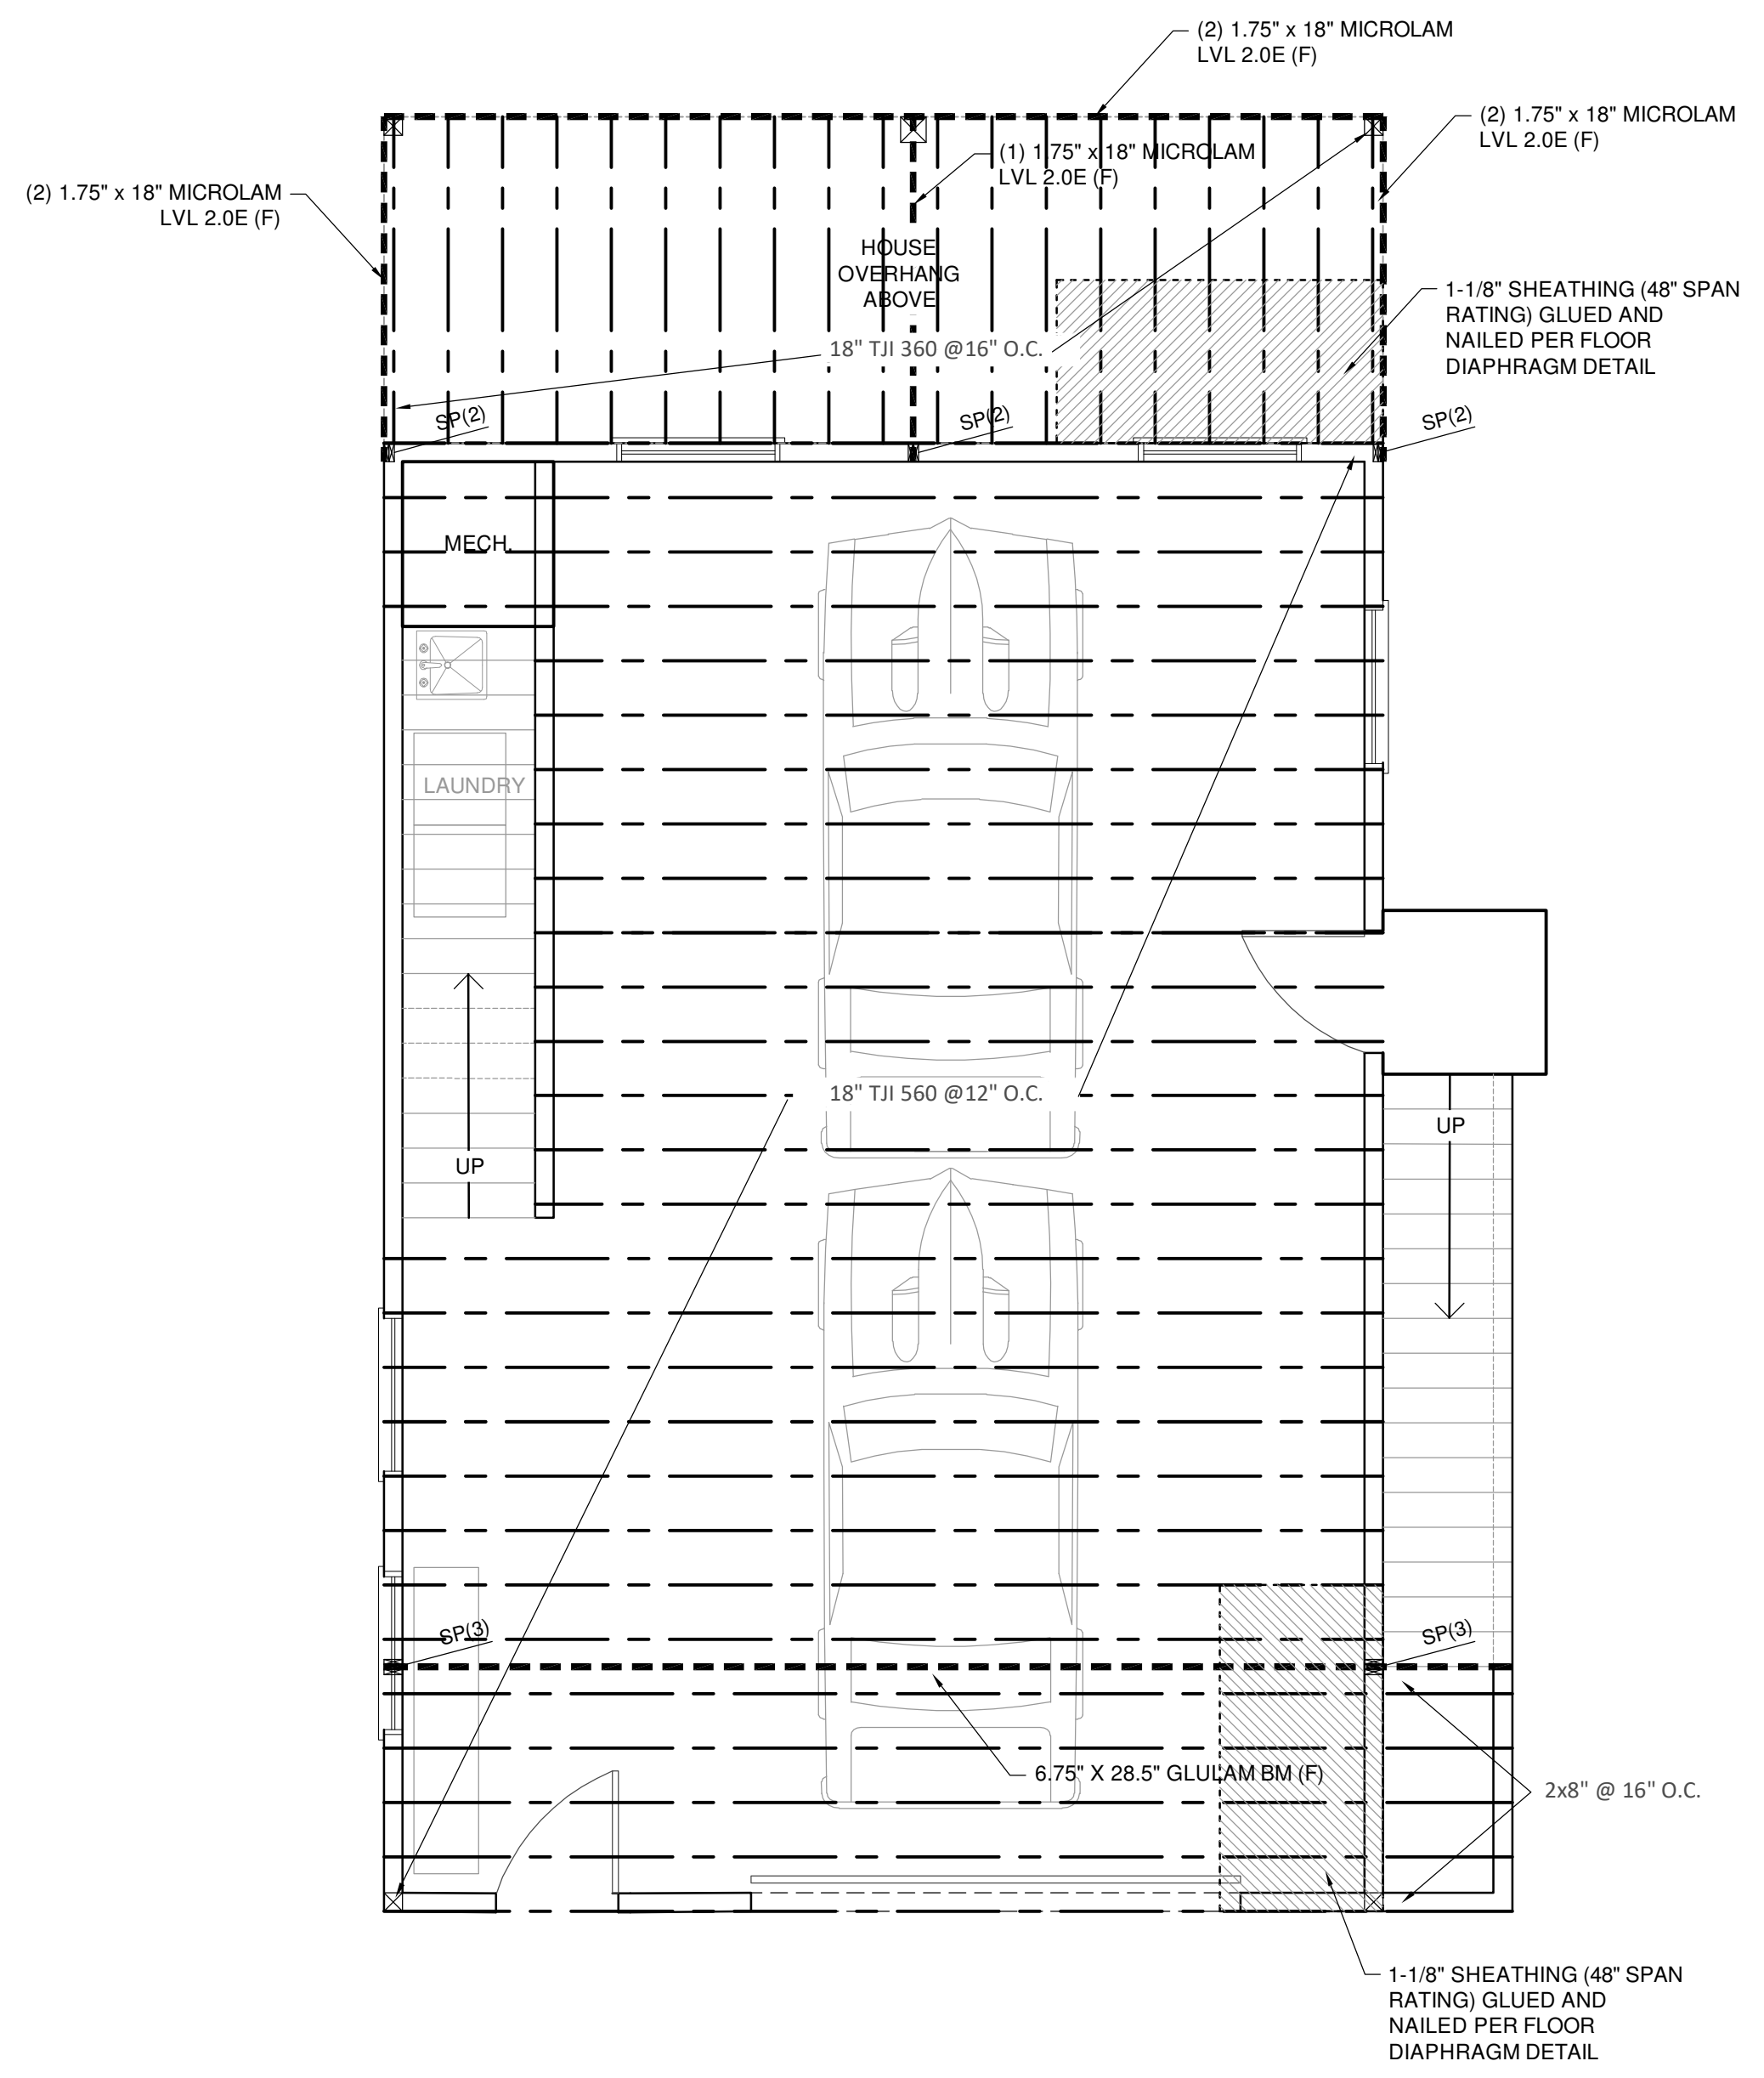 (2) 1.75" x 18" MICROLAM
LVL 2.0E (F)
(2) 1.75" x 18" MICROLAM
LVL 2.0E (F)
(1) 1.75" x 18" MICROLAM
LVL 2.0E (F)
(2) 1.75" x 18" MICROLAM
LVL 2.0E (F)
HOUSE
OVERHANG
ABOVE
1-1/8" SHEATHING (48" SPAN
RATING) GLUED AND
NAILED PER FLOOR
DIAPHRAGM DETAIL
18" TJI 360 @16" O.C.
SP(2)
SP(2)
SP(2)
MECH.
LAUNDRY
18" TJI 560 @12" O.C.
UP
UP
SP(3)
SP(3)
6.75" X 28.5" GLULAM BM (F)
2x8" @ 16" O.C.
1-1/8" SHEATHING (48" SPAN
RATING) GLUED AND
NAILED PER FLOOR
DIAPHRAGM DETAIL